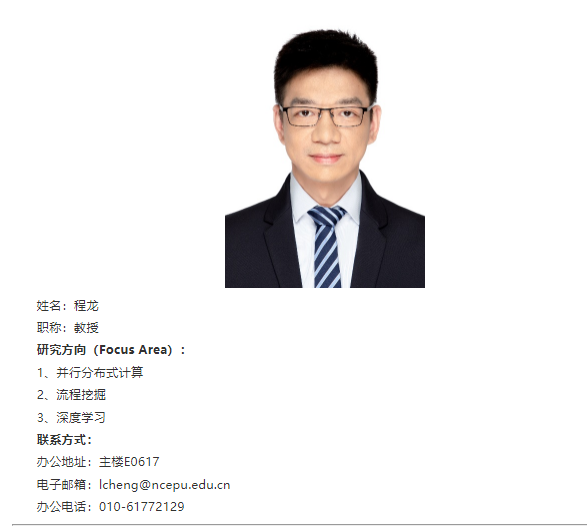 姓名：程龙
职称：教授
研究方向（Focus Area）：
1、并行分布式计算
2、流程挖掘
3、深度学习
联系方式：
办公地址：主楼E0617
电子邮箱：lcheng@ncepu.edu.cn
办公电话：010-61772129